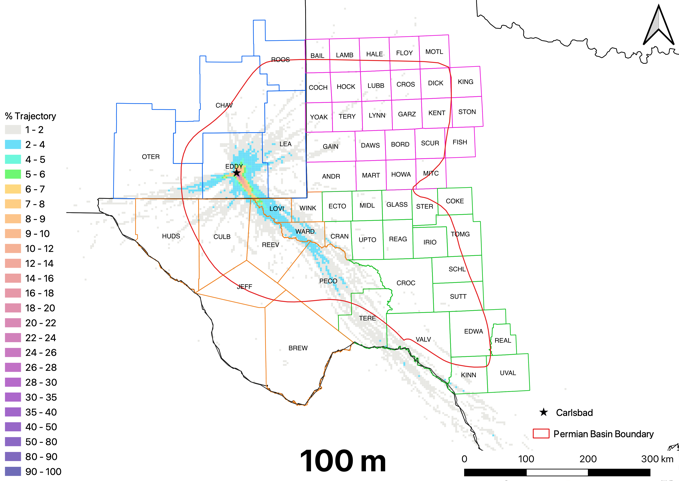 ROOS
BAIL LAMB HALE FLOY MOTL
COCH HOCK LUBB CROS DICK KING
CHAV
YOAK TERY LYNN GARZ KENT STON
% Trajectory
1 - 2
2 - 4
4 - 5
5 - 6
6 - 7
7 - 8
8 - 9
9 - 10
10 - 12
12 - 14
14 - 16
16 - 18
18 - 20
20 - 22
22 - 24
24 - 26
26 - 28
28 - 30
30 - 35
35 - 40
40 - 50
50 - 80
80 - 90
90 - 100
OTER LEA GAIN DAWS BORD SCUR FISH
EDDY ANDR MART HOWA MITC
LOVI WINK ECTO MIDL GLASS STER COKE
HUDS CULB REEV WARD CRAN UPTO REAG IRIO TOMG
JEFF PECO CROC SCHL
SUTT
TERE
BREW VALV EDWA REAL
KINN UVAL
Carlsbad
Permian Basin Boundary
100 m
0 100 200 300 km